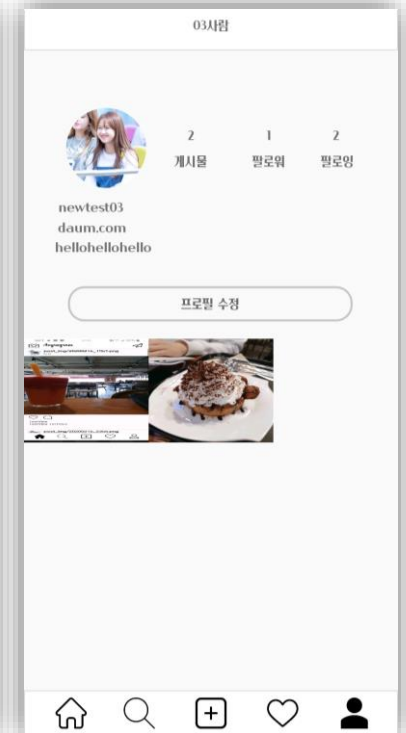 03사람
2 1 2
게시물 팔로워 팔로잉
newtest03
daum.com
hellohellohello
프로필 수정